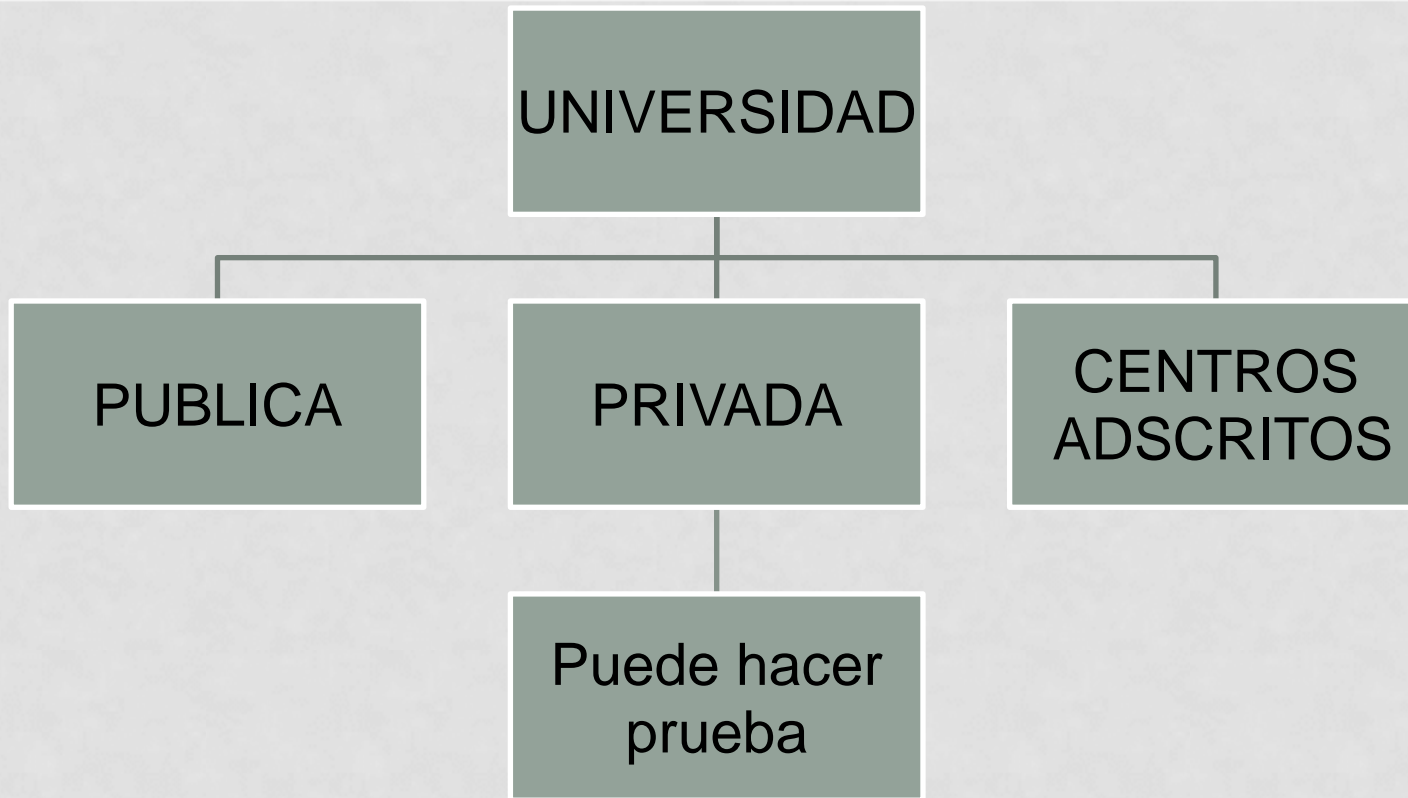 UNIVERSIDAD
PUBLICA
PRIVADA
CENTROS
ADSCRITOS
Puede hacer
prueba